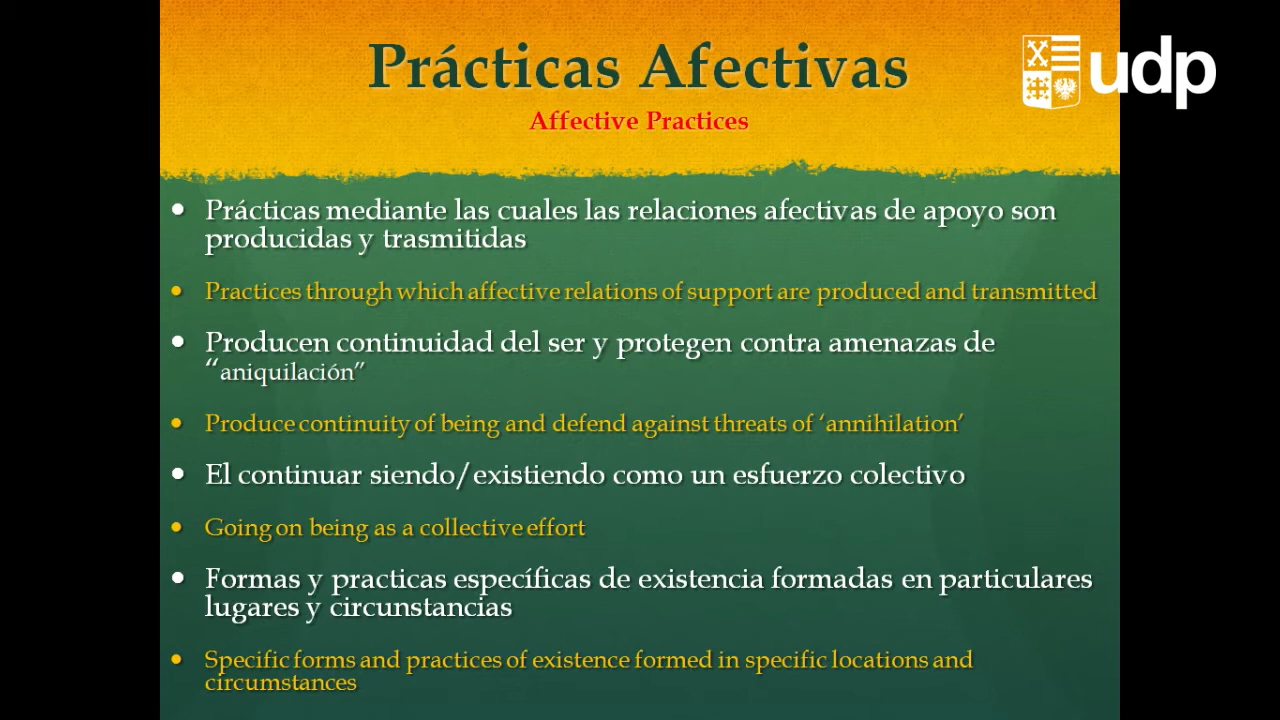 Prácticas Afectivas
udp
Affective Practices
• Prácticas mediante las cuales las relaciones afectivas de apoyo son
producidas y trasmitidas
• Practices through which affective relations of support are produced and transmitted
• Producen continuidad del ser y protegen contra amenazas de
“aniquilación”
• Produce continuity of being and defend against threats of ‘annihilation’
• El continuar siendo/existiendo como un esfuerzo colectivo
• Going on being as a collective effort
• Formas y practicas específicas de existencia formadas en particulares
lugares y circunstancias
• Specific forms and practices of existence formed in specific locations and
circumstances